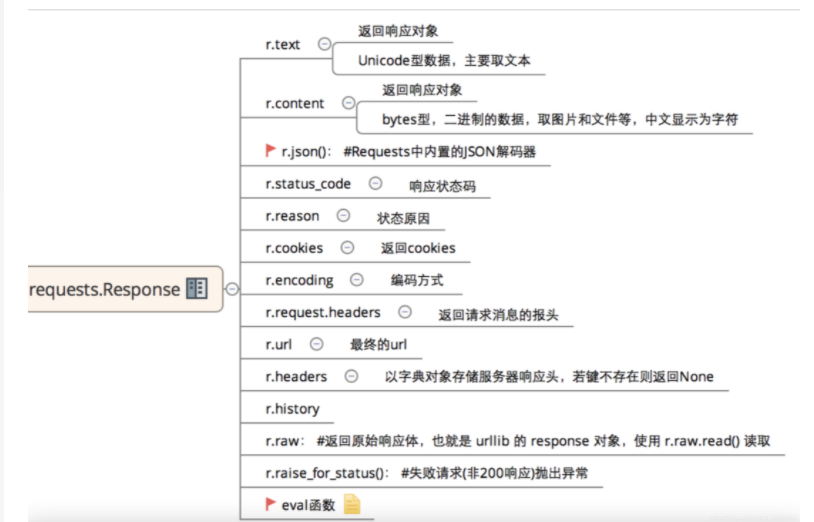 返回响应对象
r.text
Unicode型数据，主要取文本
返回响应对象
r.content
bytes型，二进制的数据，取图片和文件等，中文显示为字符
r.json()： #Requests中内置的JSON解码器
r.status_code 响应状态码
r.reason 状态原因
r.cookies 返回cookies
requests.Response
r.encoding 编码方式
r.request.headers 返回请求消息的报头
r.url 最终的url
r.headers 以字典对象存储服务器响应头，若键不存在则返回None
r.history
r.raw： #返回原始响应体，也就是 urllib 的 response 对象，使用 r.raw.read() 读取
r.raise_for_status()： #失败请求(非200响应)抛出异常
eval函数